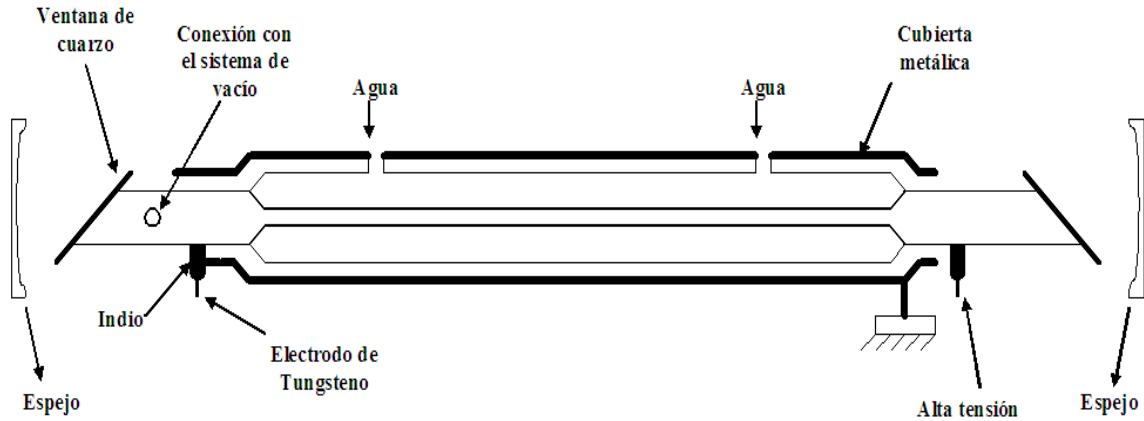 Ventana de
cuarzo
Conexión con
el sistema de
vacío
Agua
Agua
Cubierta
metálica
Indio
Electrodo de
Tungsteno
Espejo
Alta tensión
Espejo